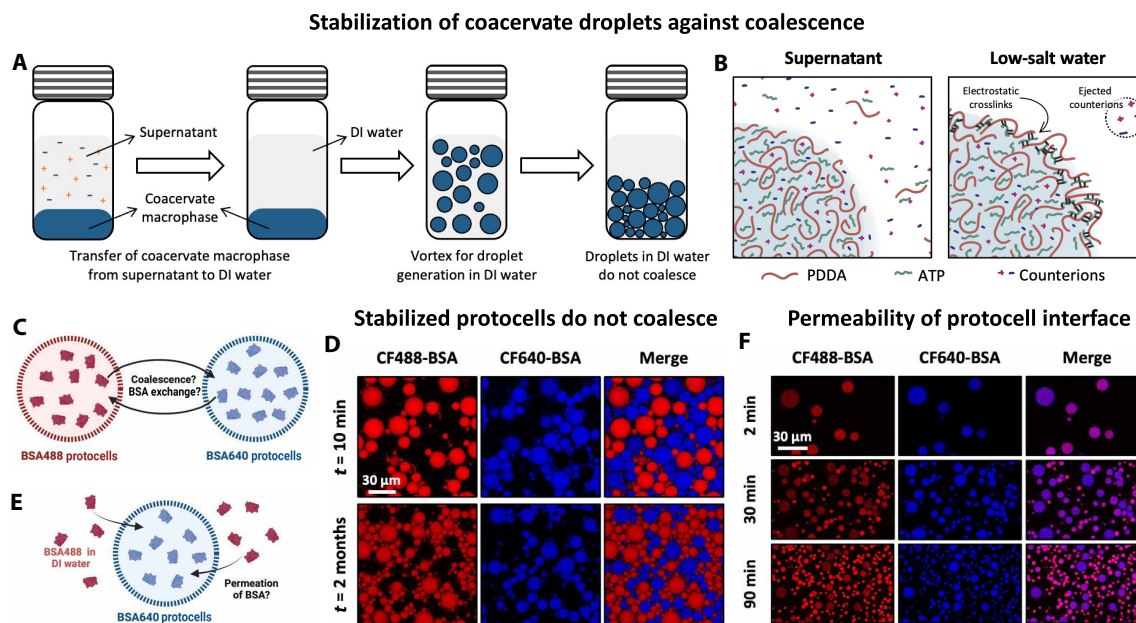 Stabilization of coacervate droplets against coalescence
A
Supernatant
Coacervate
macrophase
DI water
Transfer of coacervate macrophase
from supernatant to DI water
Vortex for droplet
generation in DI water
Droplets in DI water
do not coalesce
B
Supernatant
Low-salt water
Electrostatic
crosslinks
Ejected
counterions
PDDA
ATP
Counterions
C
Coalescence?
BSA exchange?
BSA488 protocells
BSA640 protocells
Stabilized protocells do not coalesce
D
CF488-BSA
CF640-BSA
Merge
t = 10 min
30 µm
t = 2 months
E
BSA488 in
DI water
Permeation
of BSA?
BSA640 protocells
Permeability of protocell interface
F
CF488-BSA
CF640-BSA
Merge
2 min
30 µm
30 min
90 min